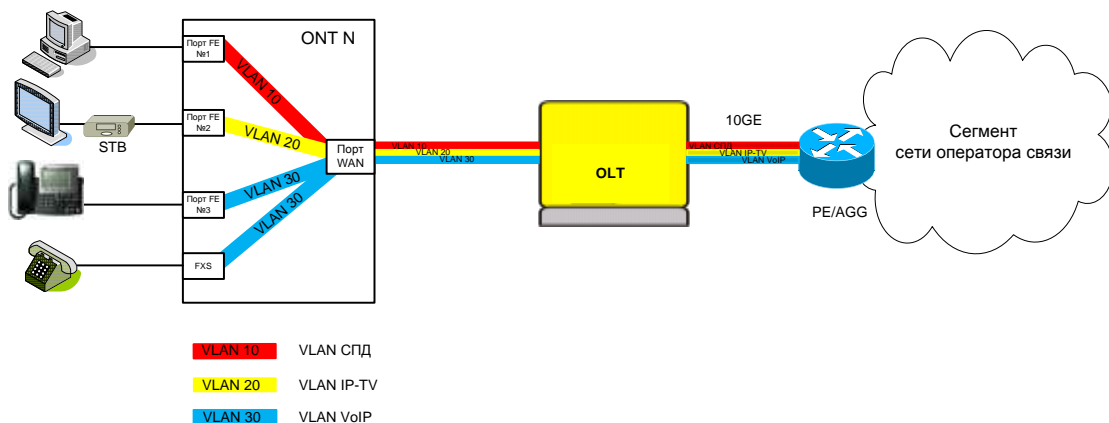 ONT N
Порт FE
№1
VLAN 10
Порт FE
№2
STB
VLAN 20
Порт FE
№3
VLAN 30
FXS
VLAN 30
Порт
WAN
VLAN 10
VLAN 20
VLAN 30
OLT
10GE
VLAN СПД
VLAN IP-TV
VLAN VoIP
PE/AGG
Сегмент
сети оператора связи
VLAN 10 VLAN СПД
VLAN 20 VLAN IP-TV
VLAN 30 VLAN VoIP